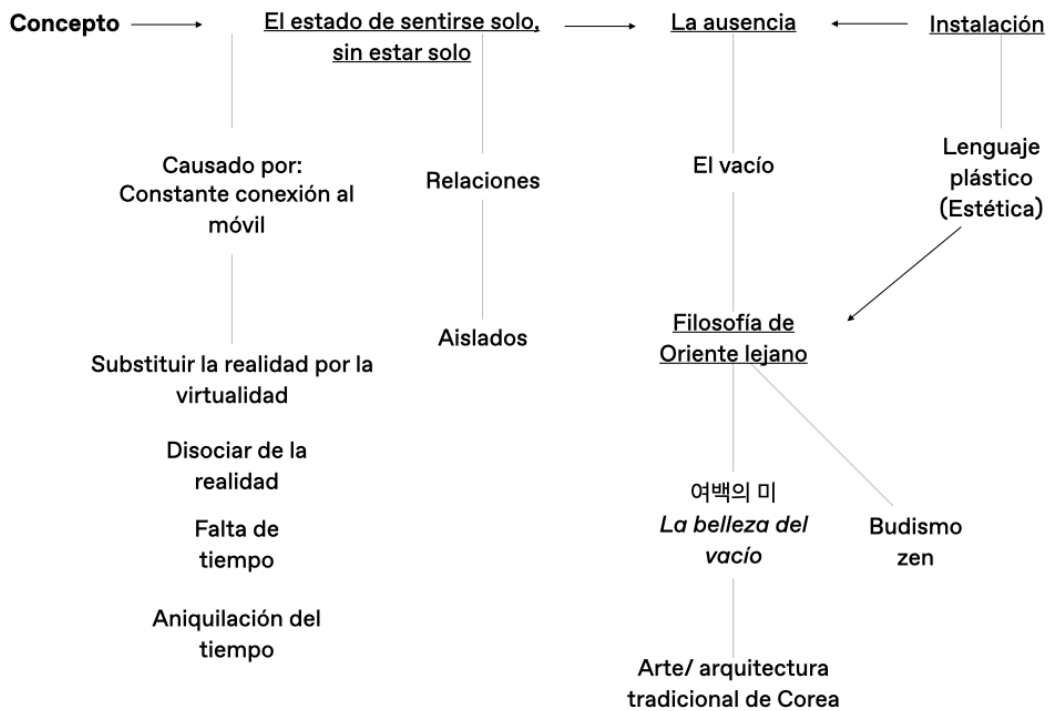 Concepto
El estado de sentirse solo,
sin estar solo
La ausencia
Instalación
Causado por:
Constante conexión al
móvil
Relaciones
El vacío
Lenguaje
plástico
(Estética)
Substituir la realidad por la
virtualidad
Aislados
Filosofía de
Oriente lejano
Disociar de la
realidad
Falta de
tiempo
Aniquilación del
tiempo
여백의 미
La belleza del
vacío
Budismo
zen
Arte/ arquitectura
tradicional de Corea